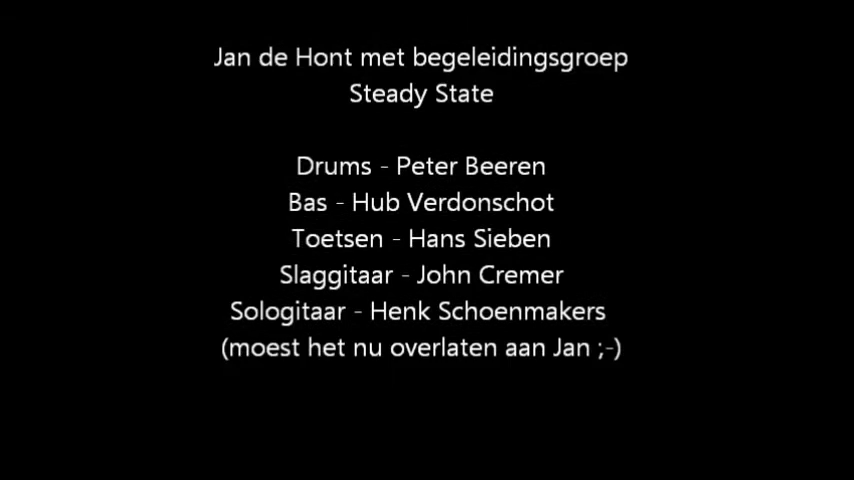 Jan de Hont met begeleidingsgroep
Steady State
Drums - Peter Beeren
Bas - Hub Verdonschot
Toetsen - Hans Sieben
Slaggitaar - John Cremer
Sologitaar - Henk Schoenmakers
(moest het nu overlaten aan Jan ;-)